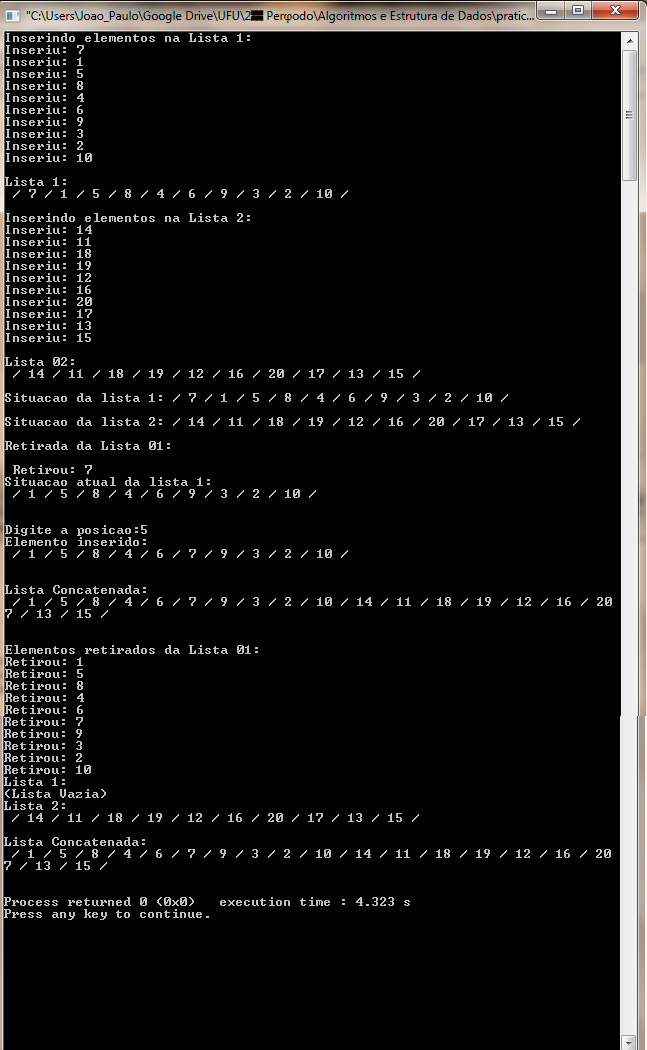 "C:\Users\Joao_Paulo\Google Drive\UFU\2 Perφodo\Algoritmos e Estrutura de Dados\pratic...
Inserindo elementos na Lista 1:
Inseriu: 7
Inseriu: 1
Inseriu: 5
Inseriu: 8
Inseriu: 4
Inseriu: 6
Inseriu: 9
Inseriu: 3
Inseriu: 2
Inseriu: 10
Lista 1:
/ 7 / 1 / 5 / 8 / 4 / 6 / 9 / 3 / 2 / 10 /
Inserindo elementos na Lista 2:
Inseriu: 14
Inseriu: 11
Inseriu: 18
Inseriu: 19
Inseriu: 12
Inseriu: 16
Inseriu: 20
Inseriu: 17
Inseriu: 13
Inseriu: 15
Lista 02:
/ 14 / 11 / 18 / 19 / 12 / 16 / 20 / 17 / 13 / 15 /
Situacao da lista 1: / 7 / 1 / 5 / 8 / 4 / 6 / 9 / 3 / 2 / 10 /
Situacao da lista 2: / 14 / 11 / 18 / 19 / 12 / 16 / 20 / 17 / 13 / 15 /
Retirada da Lista 01:
Retirou: 7
Situacao atual da lista 1:
/ 1 / 5 / 8 / 4 / 6 / 9 / 3 / 2 / 10 /
Digite a posicao:5
Elemento inserido:
/ 1 / 5 / 8 / 4 / 6 / 7 / 9 / 3 / 2 / 10 /
Lista Concatenada:
/ 1 / 5 / 8 / 4 / 6 / 7 / 9 / 3 / 2 / 10 / 14 / 11 / 18 / 19 / 12 / 16 / 20
7 / 13 / 15 /
Elementos retirados da Lista 01:
Retirou: 1
Retirou: 5
Retirou: 8
Retirou: 4
Retirou: 6
Retirou: 7
Retirou: 9
Retirou: 3
Retirou: 2
Retirou: 10
Lista 1:
(Lista Vazia)
Lista 2:
/ 14 / 11 / 18 / 19 / 12 / 16 / 20 / 17 / 13 / 15 /
Lista Concatenada:
/ 1 / 5 / 8 / 4 / 6 / 7 / 9 / 3 / 2 / 10 / 14 / 11 / 18 / 19 / 12 / 16 / 20
7 / 13 / 15 /
Process returned 0 (0x0)   execution time : 4.323 s
Press any key to continue.